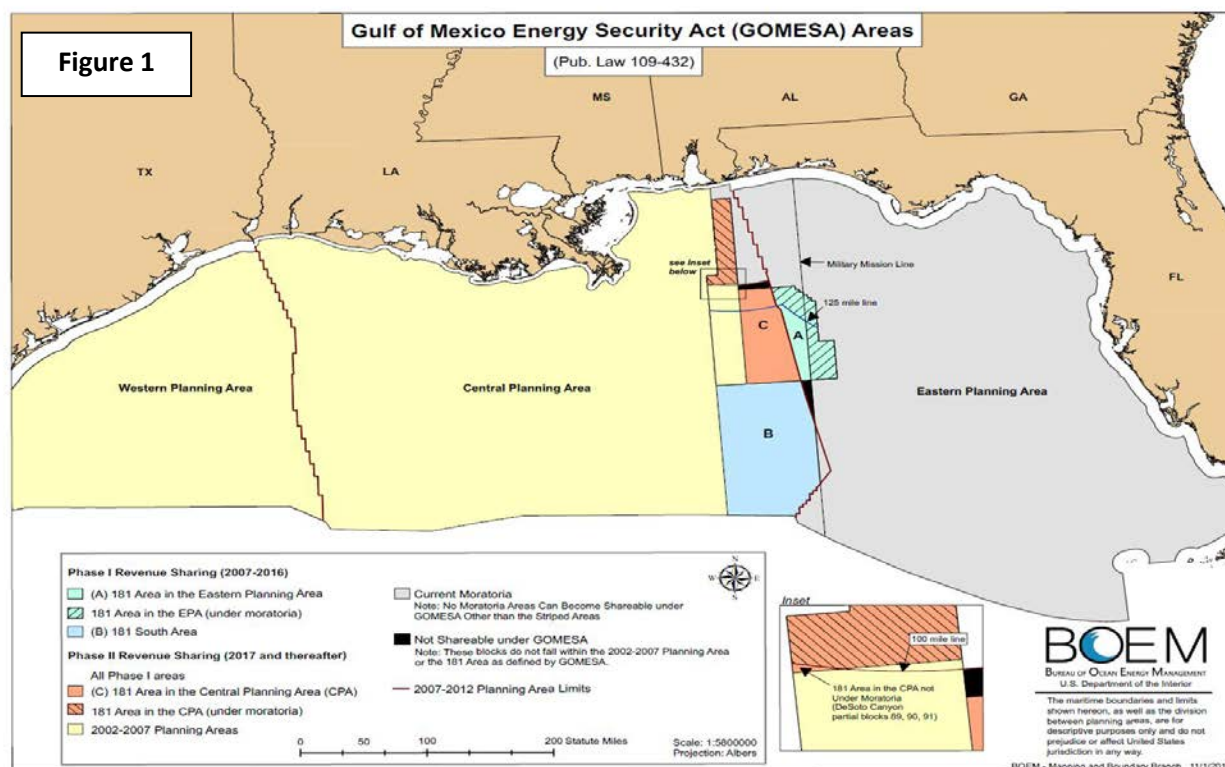 Figure 1
Gulf of Mexico Energy Security Act (GOMESA) Areas
(Pub. Law 109-432)
MS
AL
GA
TX
LA
FL
see Inset
below
Military Mission Line
125 mile line
C
A
Western Planning Area
Central Planning Area
Eastern Planning Area
B
Phase I Revenue Sharing (2007-2016)
(A) 181 Area in the Eastern Planning Area
181 Area in the EPA (under moratoria)
(B) 181 South Area
Phase II Revenue Sharing (2017 and thereafter)
All Phase I areas
(C) 181 Area in the Central Planning Area (CPA)
181 Area in the CPA (under moratoria)
2002-2007 Planning Areas
N
W
E
S
Current Moratoria
Note: No Moratoria Areas Can Become Shareable under
GOMESA Other than the Striped Areas
Not Shareable under GOMESA
Note: These blocks do not fall within the 2002-2007 Planning Area
or the 181 Area as defined by GOMESA.
2007-2012 Planning Area Limits
0 50 100 200 Statute Miles
Scale: 1:5800000
Projection: Albers
Inset
100 mile line
181 Area in the CPA not
Under Moratoria
(DeSoto Canyon
partial blocks 89, 90, 91)
BOEM
BUREAU OF OCEAN ENERGY MANAGEMENT
U.S. Department of the Interior
The maritime boundaries and limits
shown hereon, as well as the division
between planning areas, are for
descriptive purposes only and do not
prejudice or affect United States
jurisdiction in any way.
BOEM - Mapping and Boundary Branch